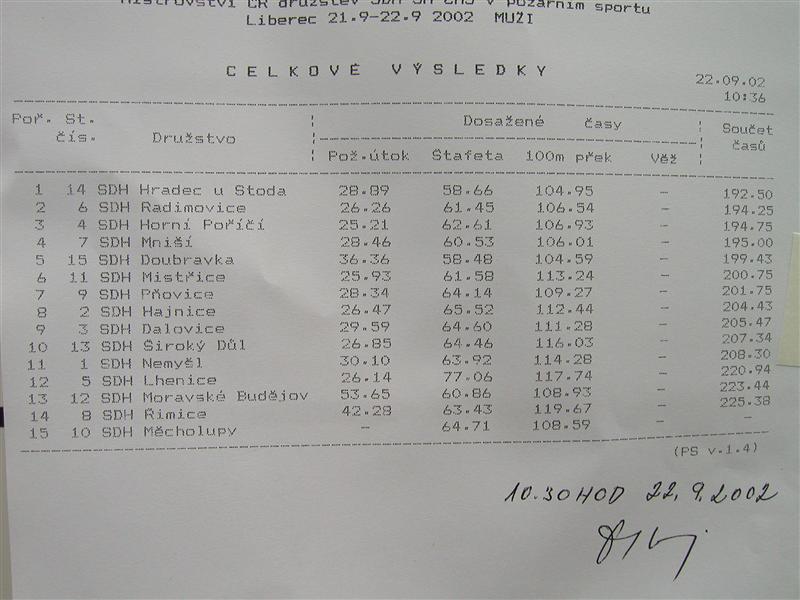 Mistrovství ČR družstev SDH SH ČMS v požárním sportu
Liberec 21.9-22.9 2002 MUŽI
CELKOVÉ VÝSLEDKY
22.09.02
10:36
Poř. St. čís. Družstvo Dosažené časy Součet časů
Pož.útok Štafeta 100m přek Věž
1 14 SDH Hradec u Stoda 28.89 58.66 104.95 - 192.50
2 6 SDH Radimovice 26.26 61.45 106.54 - 194.25
3 4 SDH Horní Poříčí 25.21 62.61 106.93 - 194.75
4 7 SDH Mniší 28.46 60.53 106.01 - 195.00
5 15 SDH Doubravka 36.36 58.48 104.59 - 199.43
6 11 SDH Mistřice 25.93 61.58 113.24 - 200.75
7 9 SDH Pňovice 28.34 64.14 109.27 - 201.75
8 2 SDH Hajnice 26.47 65.52 112.44 - 204.43
9 3 SDH Dalovice 29.59 64.60 111.28 - 205.47
10 13 SDH Široký Důl 26.85 64.46 116.03 - 207.34
11 1 SDH Nemyšl 30.10 63.92 114.28 - 208.30
12 5 SDH Lhenice 26.14 77.06 117.74 - 220.94
13 12 SDH Moravské Budějov 53.65 60.86 108.93 - 223.44
14 8 SDH Římice 42.28 63.43 119.67 - 225.38
15 10 SDH Měcholupy - 64.71 108.59 - -
(PS v.1.4)
10.30 HOD 22.9.2002